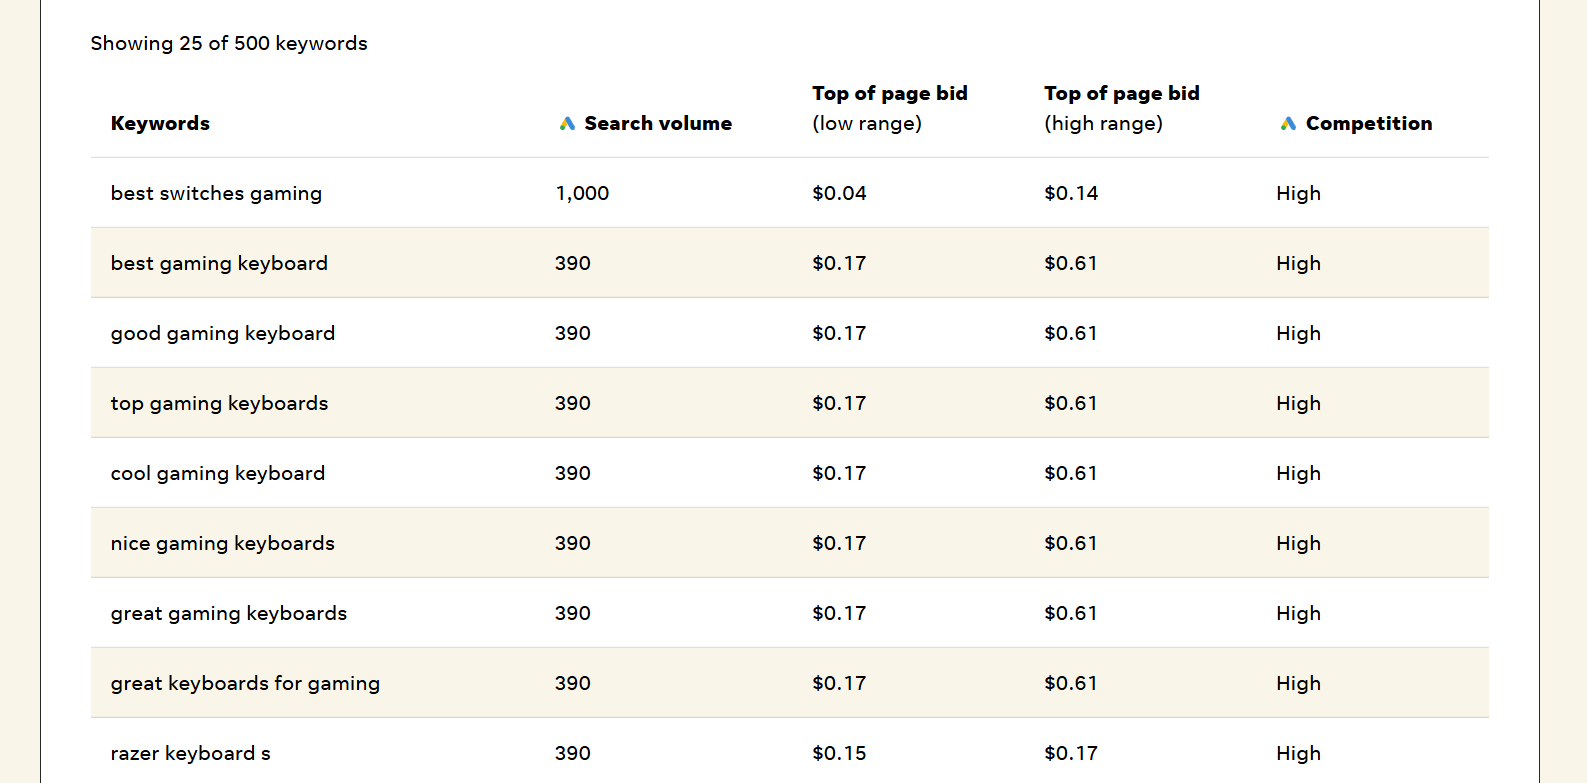 Showing 25 of 500 keywords
Top of page bid Top of page bid
Keywords Search volume (low range) (high range) Competition
best switches gaming 1,000 $0.04 $0.14 High
best gaming keyboard 390 $0.17 $0.61 High
good gaming keyboard 390 $0.17 $0.61 High
top gaming keyboards 390 $0.17 $0.61 High
cool gaming keyboard 390 $0.17 $0.61 High
nice gaming keyboards 390 $0.17 $0.61 High
great gaming keyboards 390 $0.17 $0.61 High
great keyboards for gaming 390 $0.17 $0.61 High
razer keyboard s 390 $0.15 $0.17 High